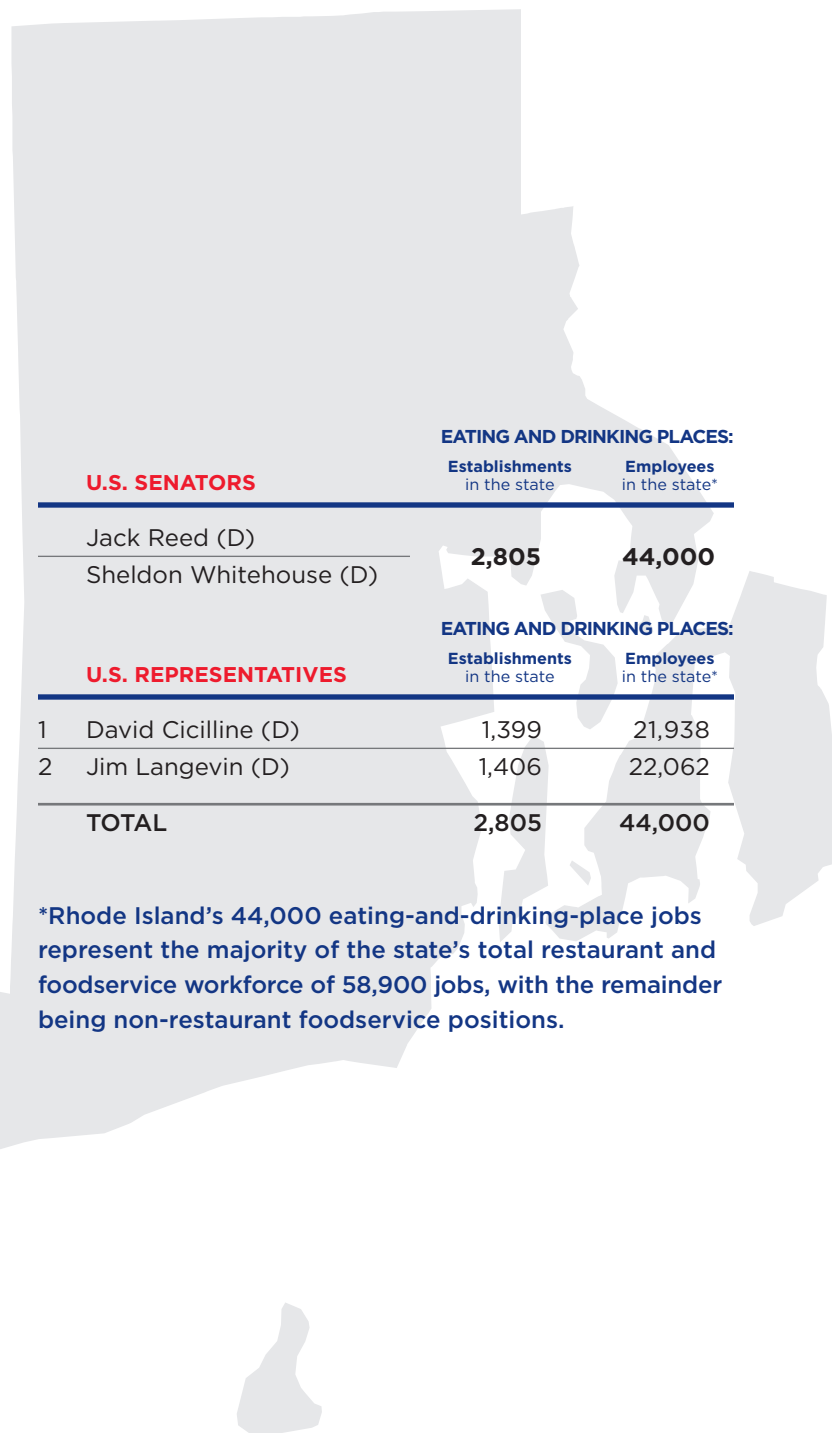 EATING AND DRINKING PLACES:
U.S. SENATORS
Establishments in the state
Employees in the state*
Jack Reed (D)
Sheldon Whitehouse (D)
2,805 44,000
EATING AND DRINKING PLACES:
U.S. REPRESENTATIVES
Establishments in the state
Employees in the state*
1 David Cicilline (D) 1,399 21,938
2 Jim Langevin (D) 1,406 22,062
TOTAL 2,805 44,000
*Rhode Island's 44,000 eating-and-drinking-place jobs
represent the majority of the state's total restaurant and
foodservice workforce of 58,900 jobs, with the remainder
being non-restaurant foodservice positions.